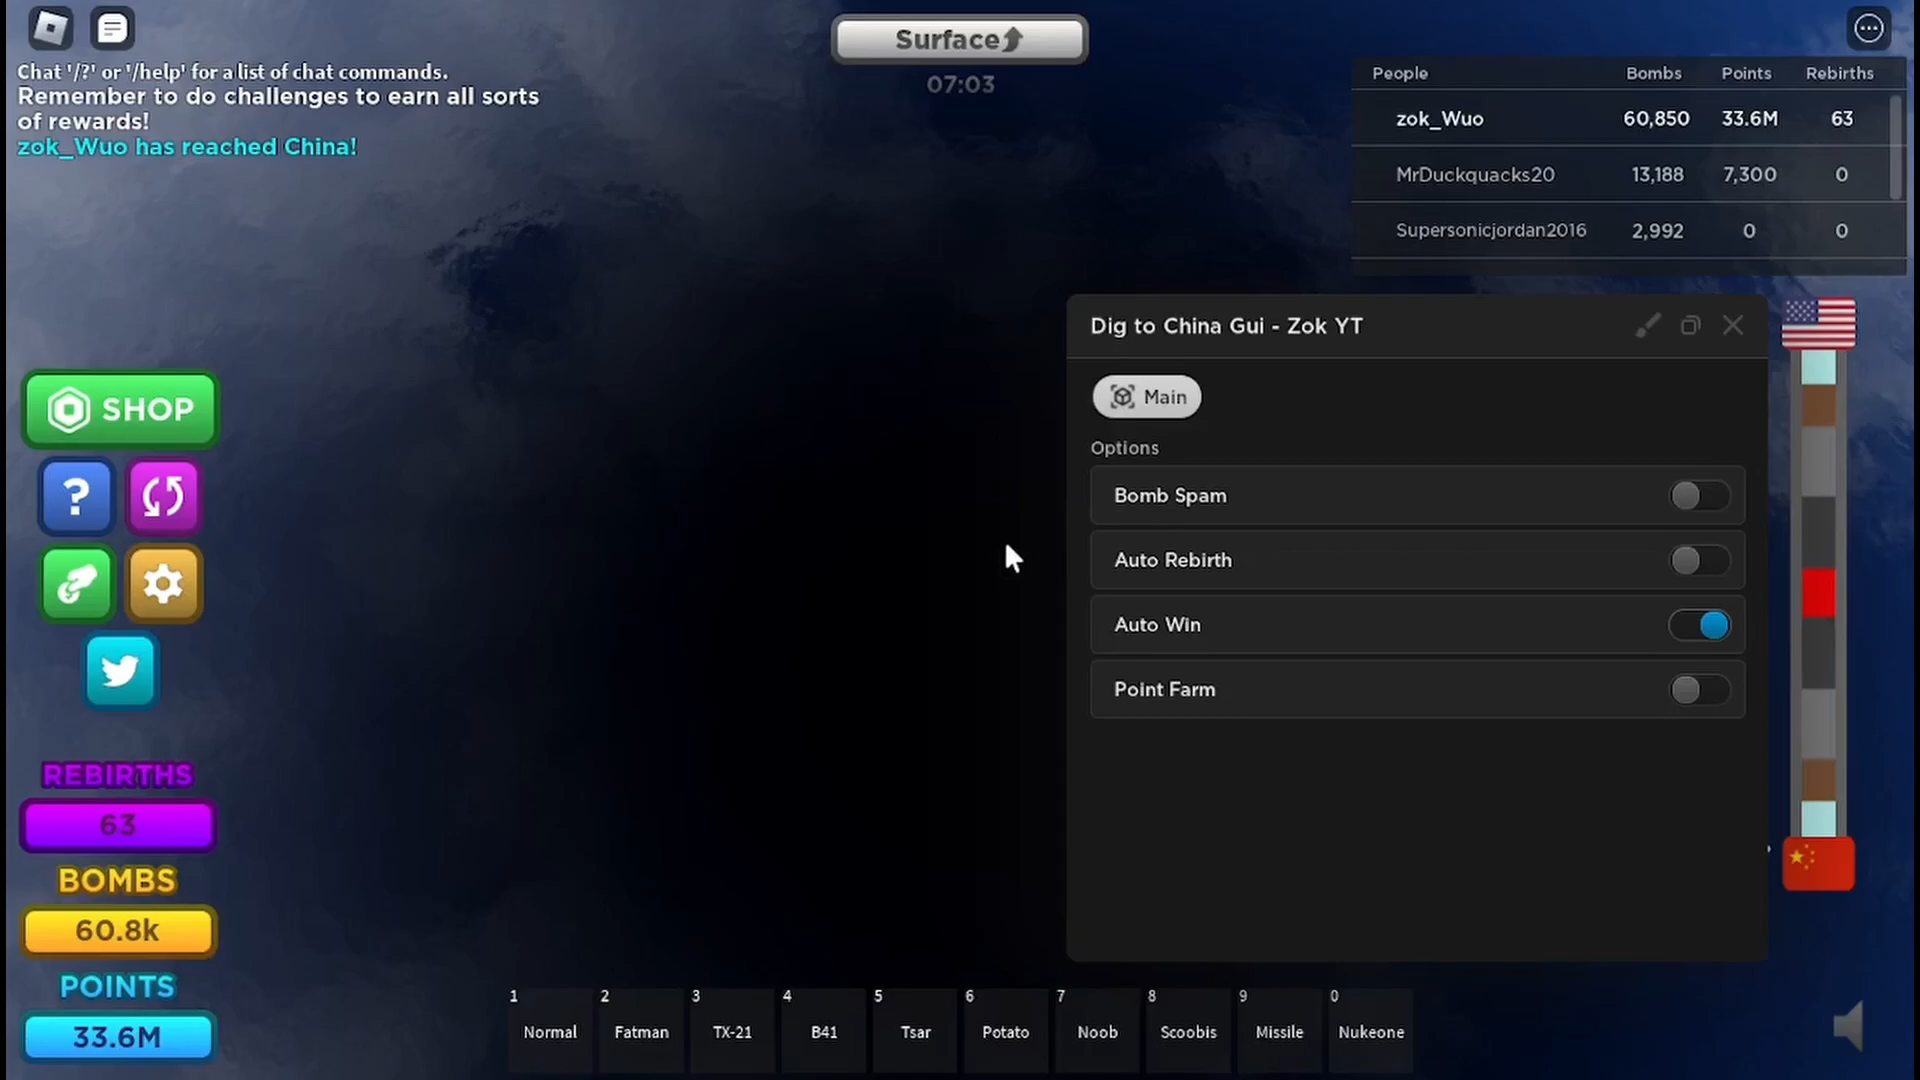 Surface
07:03
Chat '/?' or '/help' for a list of chat commands.
Remember to do challenges to earn all sorts
of rewards!
zok_Wuo has reached China!
People Bombs Points Rebirths
zok_Wuo 60,850 33.6M 63
MrDuckquacks20 13,188 7,300 0
Supersonicjordan2016 2,992 0 0
Dig to China Gui - Zok YT
Main
Options
Bomb Spam
Auto Rebirth
Auto Win
Point Farm
SHOP
?
REBIRTHS
63
BOMBS
60.8k
POINTS
33.6M
1 2 3 4 5 6 7 8 9 0
Normal Fatman TX-21 B41 Tsar Potato Noob Scoobis Missile Nukeone